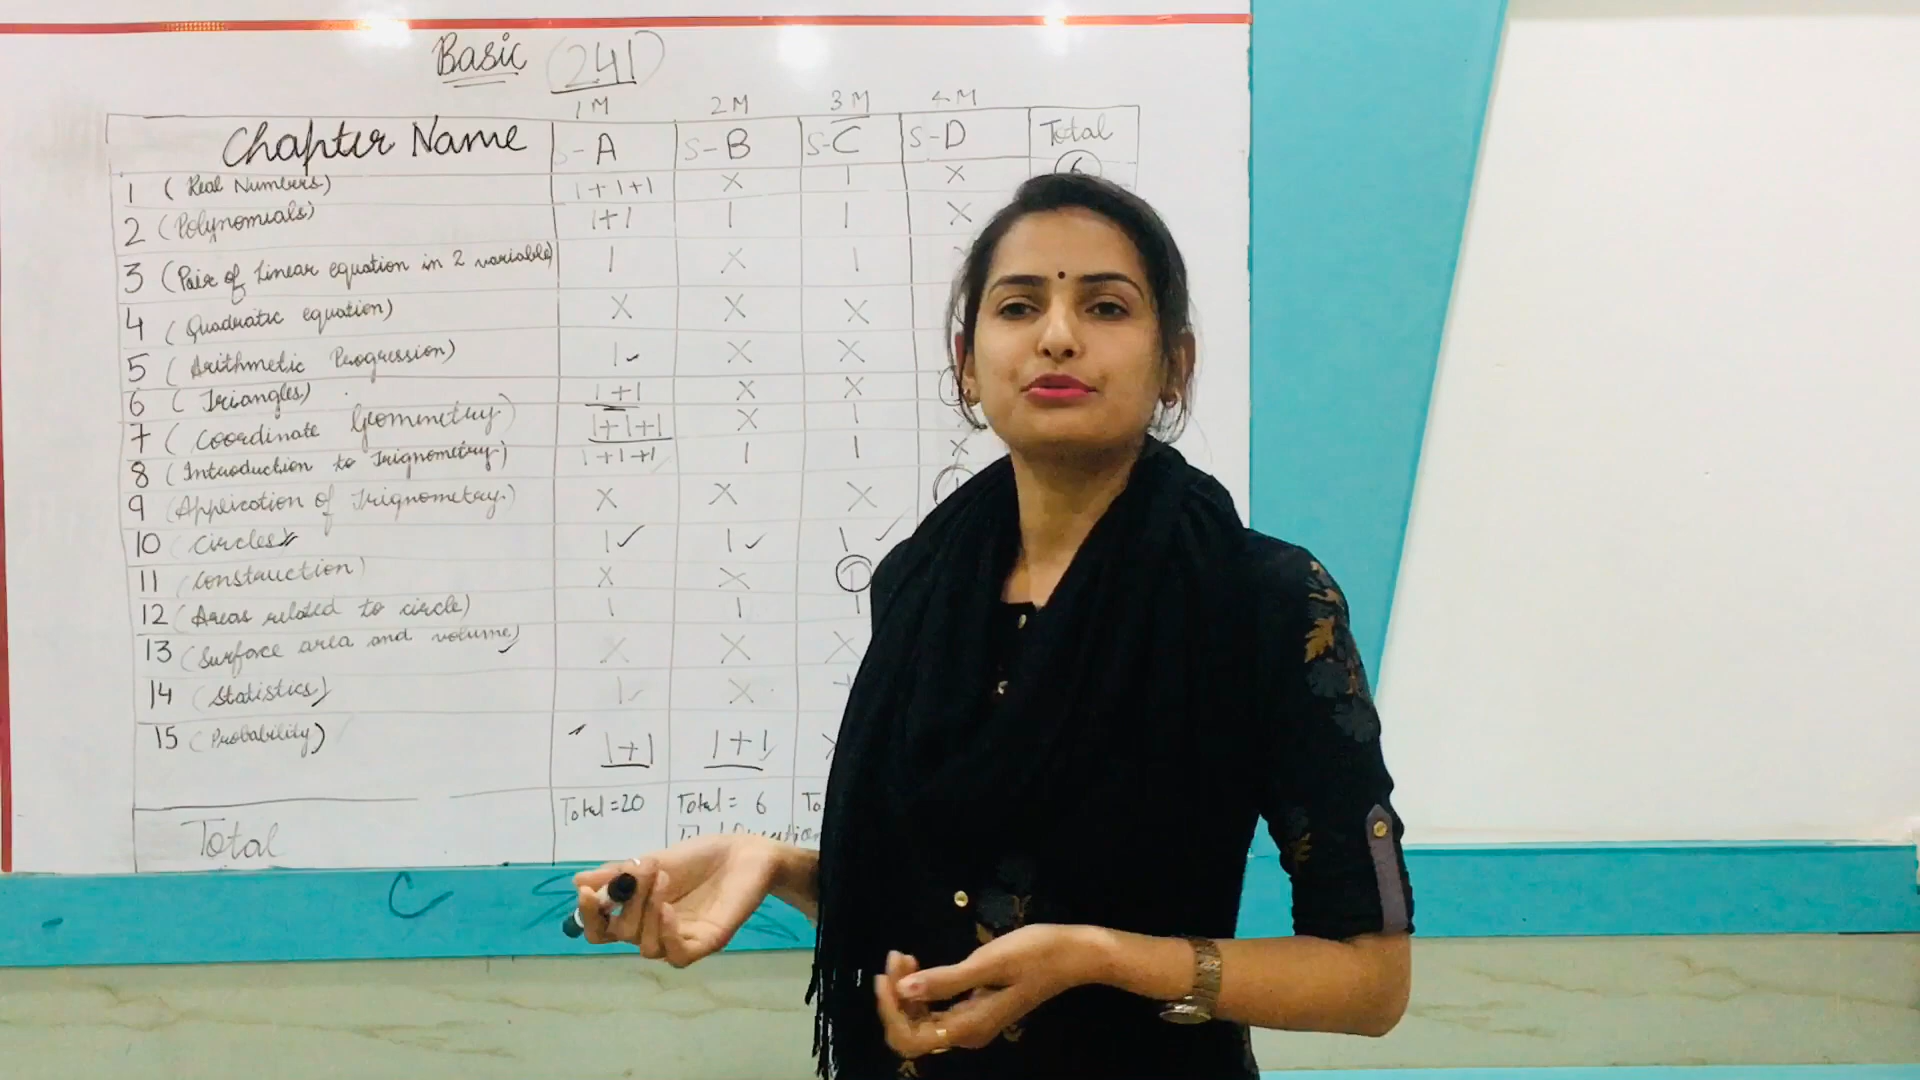 Basic (241)
1M 2M 3M 4M
Chapter Name S-A S-B S-C S-D Total
1 (Real Numbers) 1+1+1 X 1 X 6
2 (Polynomials) 1+1 1 1 X
3 (Pair of Linear equation in 2 variable) 1 X 1
4 (Quadratic equation) X X X
5 (Arithmetic Progression) 1✓ X X
6 (Triangles) 1+1 X X
7 (Coordinate Geommetry) 1+1+1 X 1 X
8 (Introduction to Trignometry) 1+1+1 1 1 X
9 (Application of Trignometry) X X X
10 (Circles) 1✓ 1✓ 1✓
11 (Construction) X X 1
12 (Areas related to circle) 1 1 1
13 (Surface area and volume) X X X
14 (Statistics) 1✓ X
15 (Probability) 1+1 1+1 X
Total Total=20 Total= 6 To